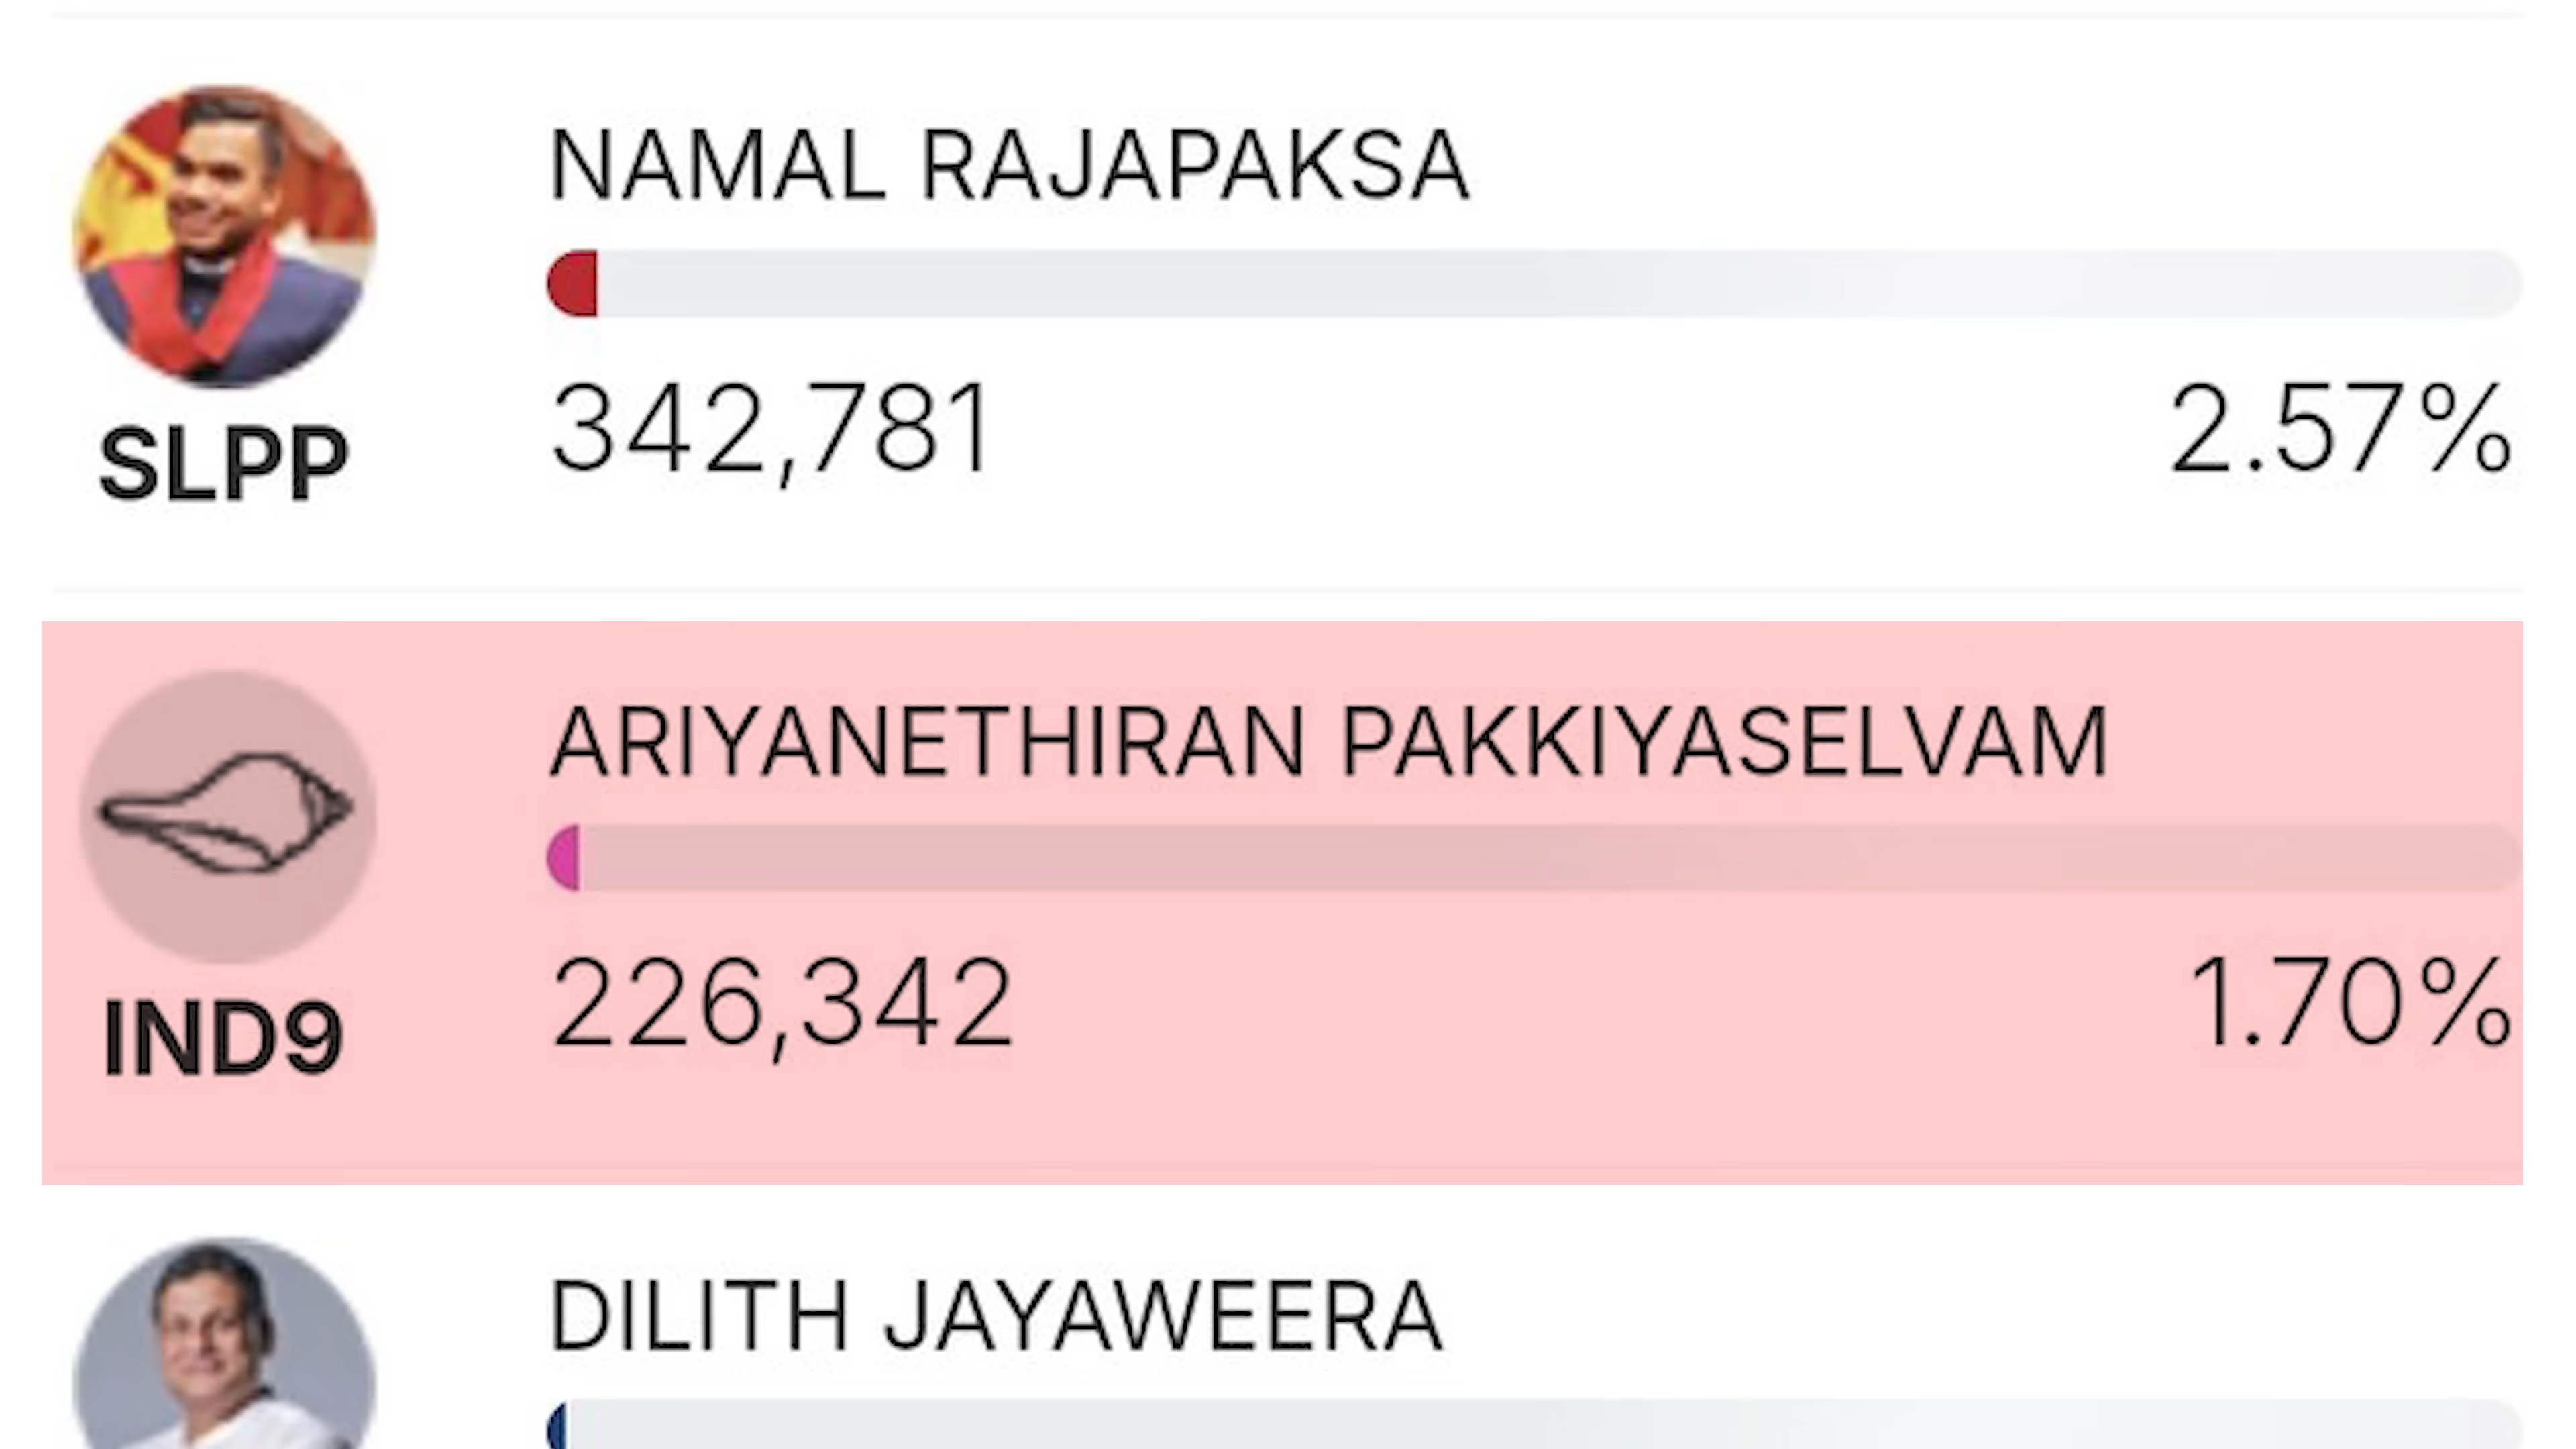 NAMAL RAJAPAKSA
342,781 2.57%
SLPP
ARIYANETHIRAN PAKKIYASELVAM
226,342 1.70%
IND9
DILITH JAYAWEERA